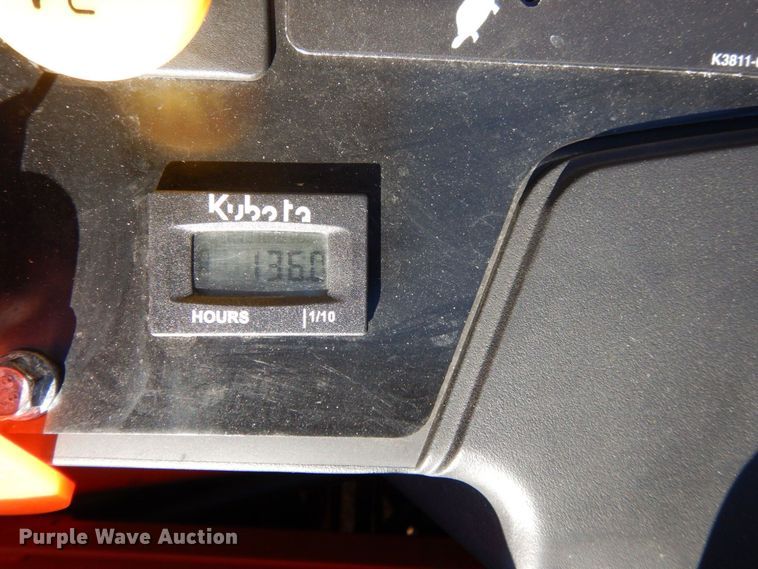 K3811-
Kubota
136.0
HOURS 1/10
Purple Wave Auction